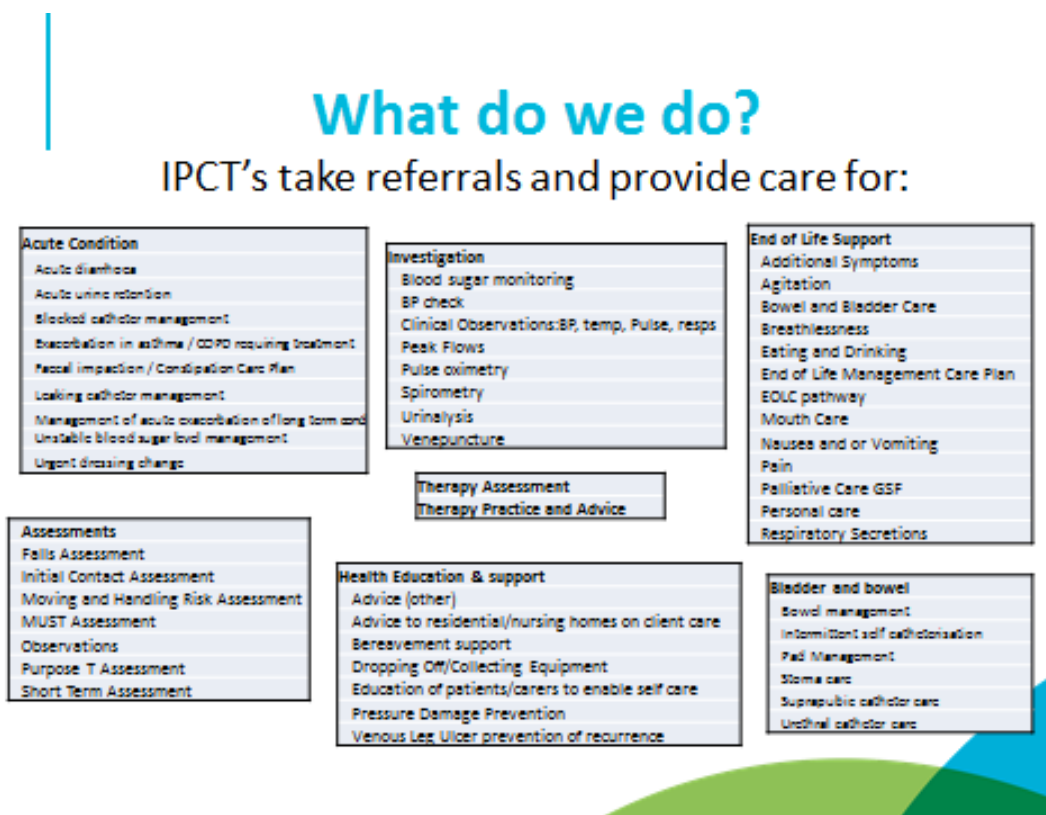 What do we do?
IPCT's take referrals and provide care for:
Acute Condition
Acute diarrhoea
Acute urine retention
Blocked catheter management
Exacerbation in asthma / COPD requiring treatment
Faecal impaction / Constipation Care Plan
Leaking catheter management
Management of acute exacerbation of long term cond
Unstable blood sugar level management
Urgent dressing change
Investigation
Blood sugar monitoring
BP check
Clinical Observations:BP, temp, Pulse, resps
Peak Flows
Pulse oximetry
Spirometry
Urinalysis
Venepuncture
End of Life Support
Additional Symptoms
Agitation
Bowel and Bladder Care
Breathlessness
Eating and Drinking
End of Life Management Care Plan
EOLC pathway
Mouth Care
Nausea and or Vomiting
Pain
Palliative Care GSF
Personal care
Respiratory Secretions
Therapy Assessment
Therapy Practice and Advice
Assessments
Falls Assessment
Initial Contact Assessment
Moving and Handling Risk Assessment
MUST Assessment
Observations
Purpose T Assessment
Short Term Assessment
Health Education & support
Advice (other)
Advice to residential/nursing homes on client care
Bereavement support
Dropping Off/Collecting Equipment
Education of patients/carers to enable self care
Pressure Damage Prevention
Venous Leg Ulcer prevention of recurrence
Bladder and bowel
Bowel management
Intermittent self catheterisation
Pad Management
Stoma care
Suprapubic catheter care
Urethral catheter care